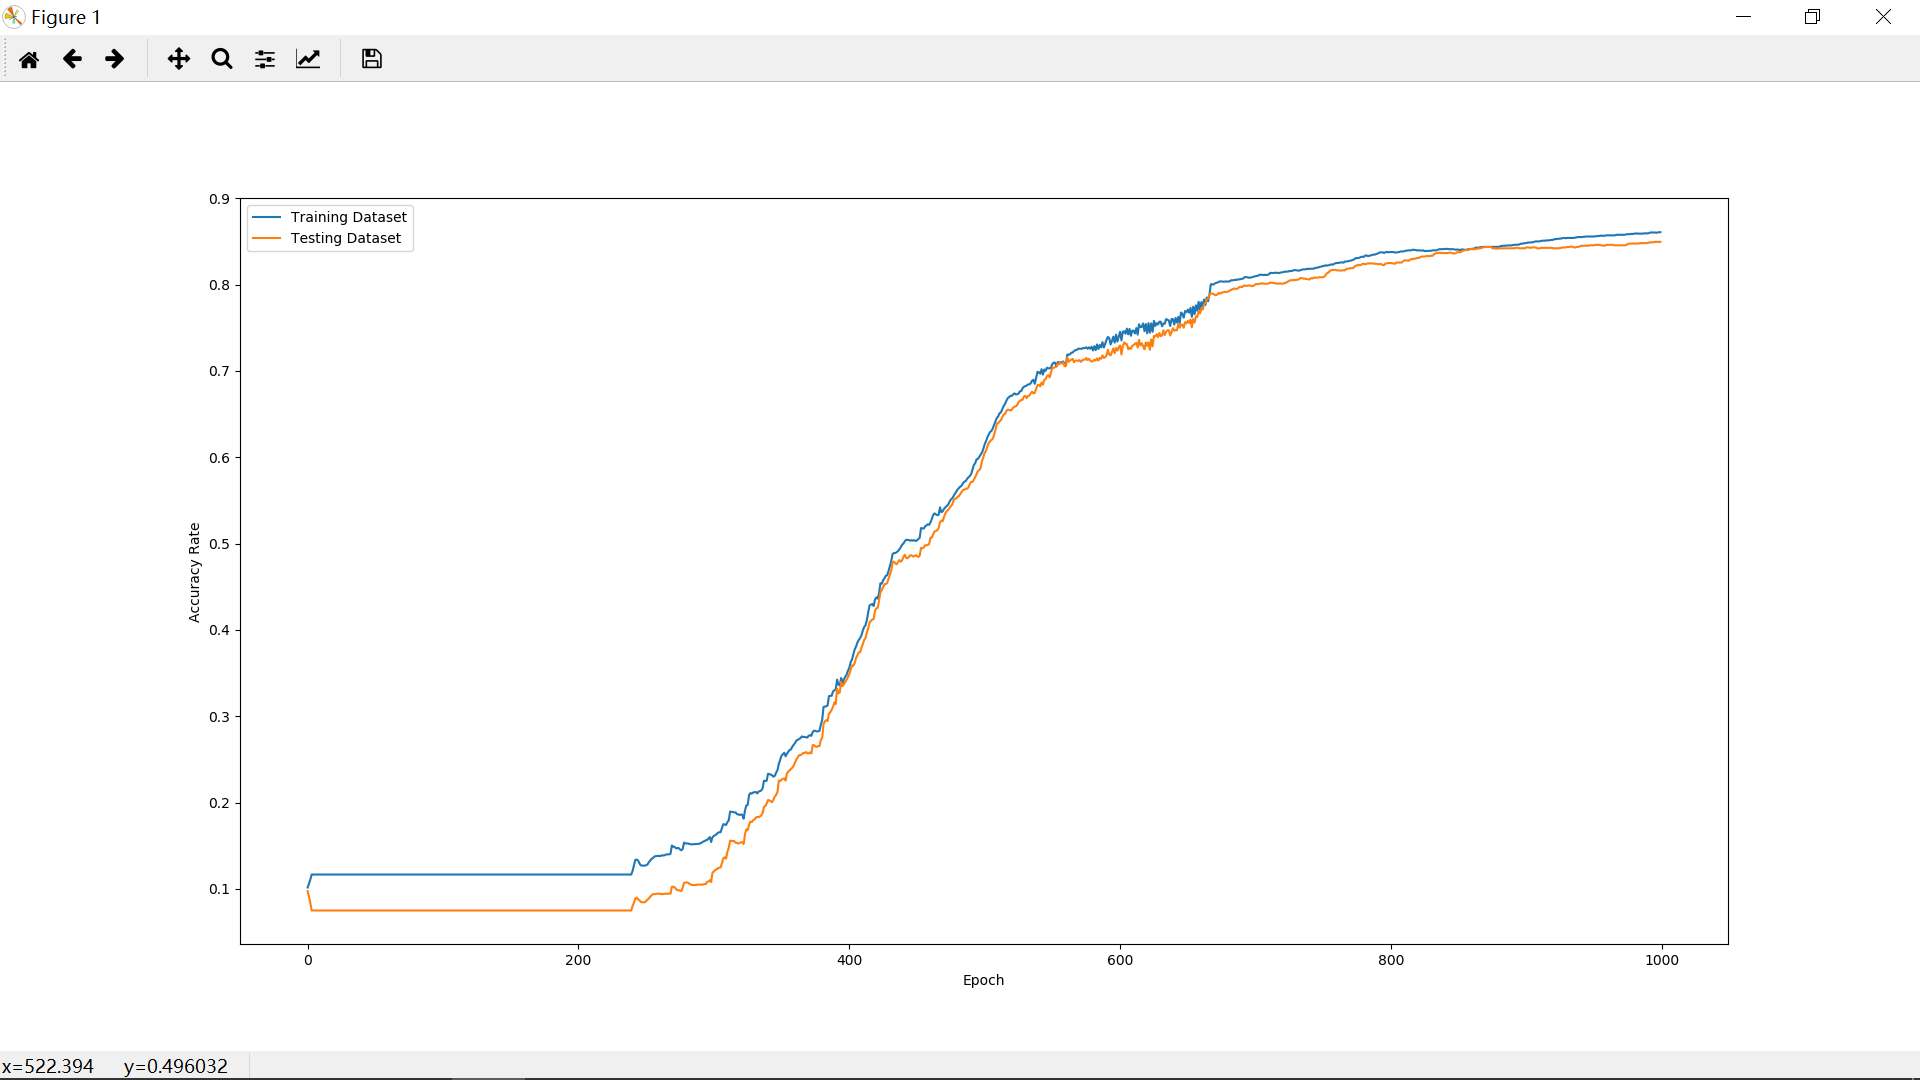 Figure 1
Training Dataset
Testing Dataset
0.9
0.8
0.7
0.6
0.5
0.4
0.3
0.2
0.1
Accuracy Rate
0 200 400 600 800 1000
Epoch
x=522.394 y=0.496032